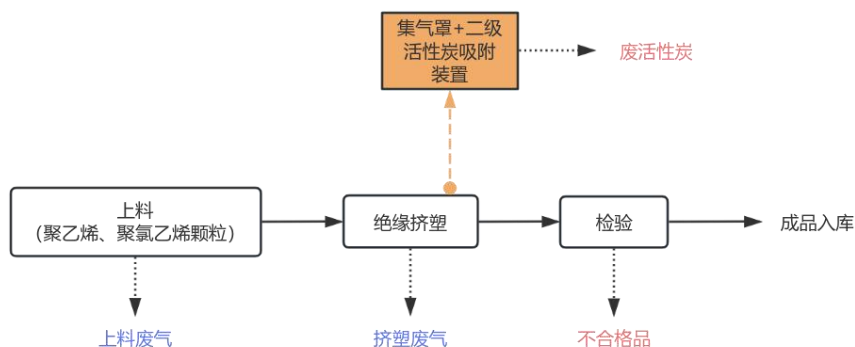 集气罩+二级
活性炭吸附
装置
废活性炭
上料
（聚乙烯、聚氯乙烯颗粒）
绝缘挤塑
检验
成品入库
上料废气
挤塑废气
不合格品